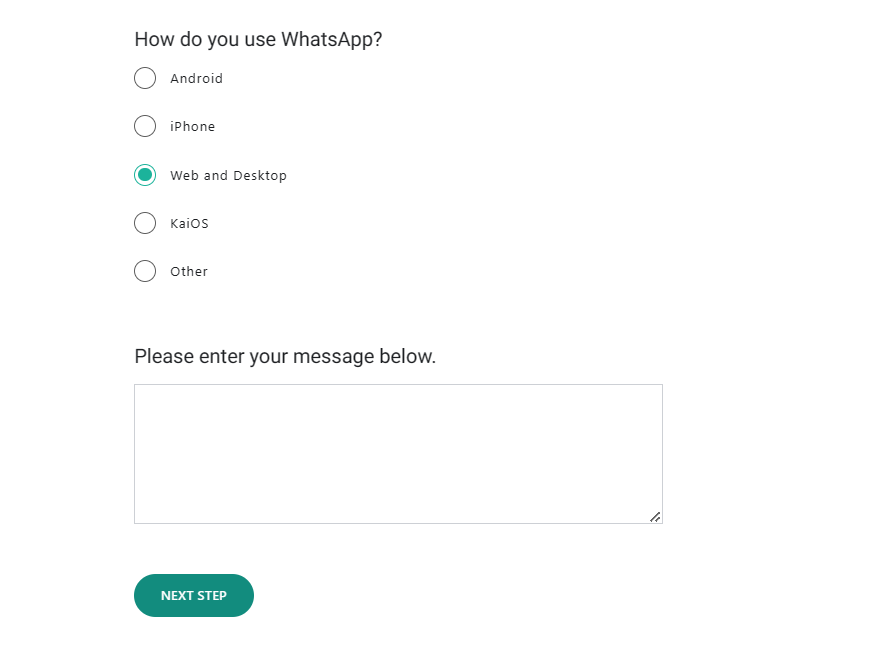 How do you use WhatsApp?
Android
iPhone
Web and Desktop
KaiOS
Other
Please enter your message below.
NEXT STEP